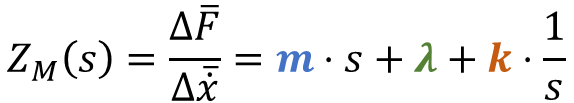 Z_M(s) = ΔF̅ / Δẋ̅ = m · s + λ + k · 1/s